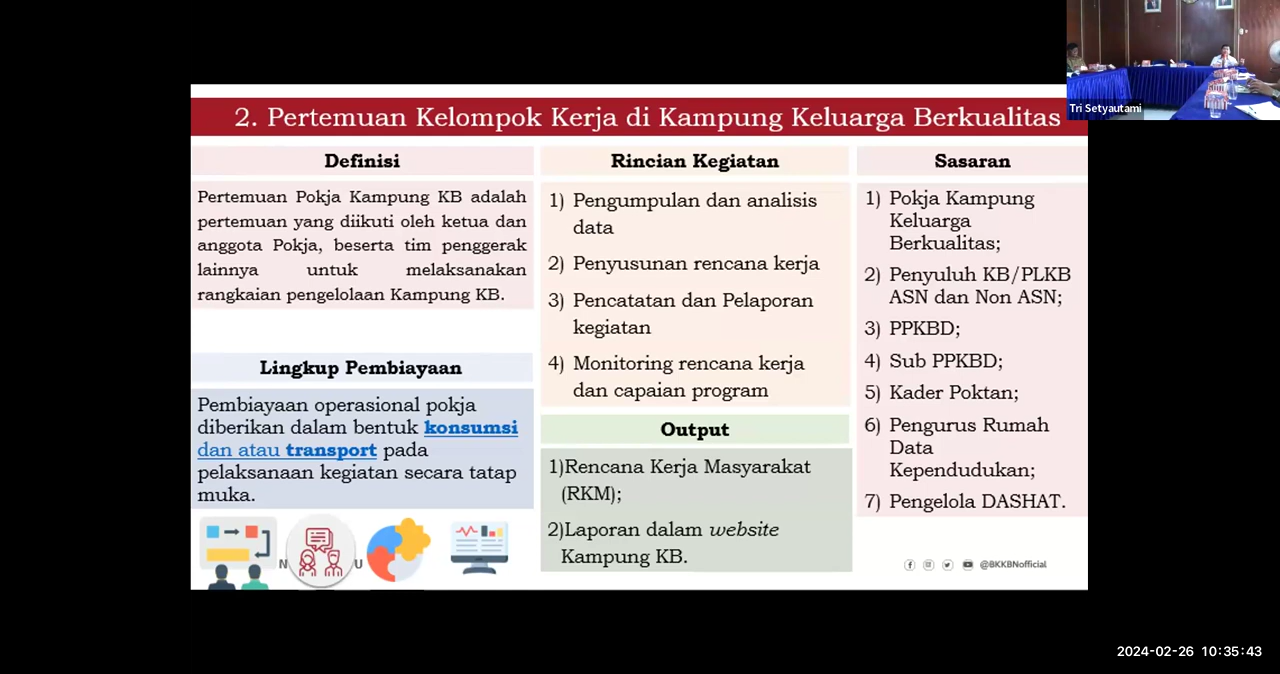 Tri Setyautami
2. Pertemuan Kelompok Kerja di Kampung Keluarga Berkualitas
Definisi
Pertemuan Pokja Kampung KB adalah
pertemuan yang diikuti oleh ketua dan
anggota Pokja, beserta tim penggerak
lainnya untuk melaksanakan
rangkaian pengelolaan Kampung KB.
Lingkup Pembiayaan
Pembiayaan operasional pokja
diberikan dalam bentuk konsumsi
dan atau transport pada
pelaksanaan kegiatan secara tatap
muka.
Rincian Kegiatan
1) Pengumpulan dan analisis
data
2) Penyusunan rencana kerja
3) Pencatatan dan Pelaporan
kegiatan
4) Monitoring rencana kerja
dan capaian program
Output
1)Rencana Kerja Masyarakat
(RKM);
2)Laporan dalam website
Kampung KB.
Sasaran
1) Pokja Kampung
Keluarga
Berkualitas;
2) Penyuluh KB/PLKB
ASN dan Non ASN;
3) PPKBD;
4) Sub PPKBD;
5) Kader Poktan;
6) Pengurus Rumah
Data
Kependudukan;
7) Pengelola DASHAT.
@BKKBNofficial
2024-02-26 10:35:43